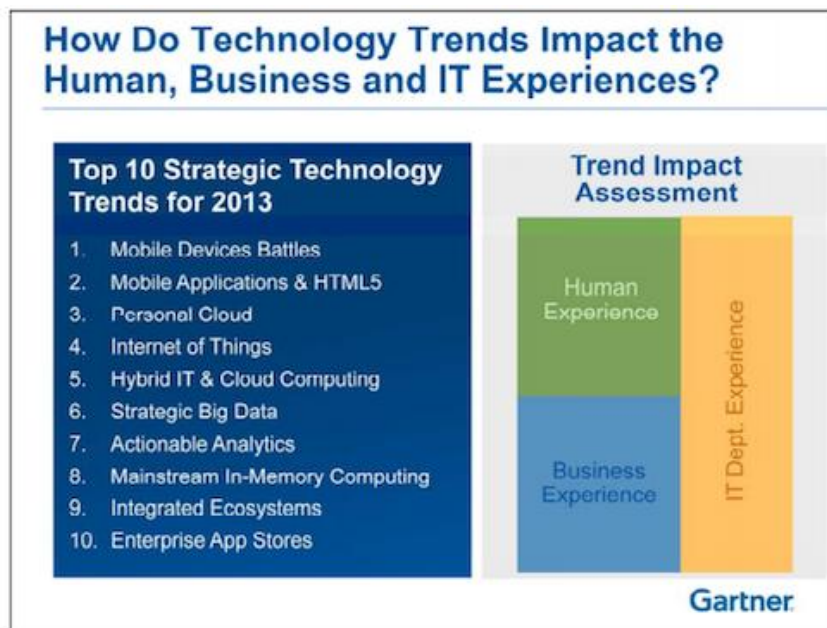 How Do Technology Trends Impact the
Human, Business and IT Experiences?
Top 10 Strategic Technology
Trends for 2013
1. Mobile Devices Battles
2. Mobile Applications & HTML5
3. Personal Cloud
4. Internet of Things
5. Hybrid IT & Cloud Computing
6. Strategic Big Data
7. Actionable Analytics
8. Mainstream In-Memory Computing
9. Integrated Ecosystems
10. Enterprise App Stores
Trend Impact
Assessment
Human
Experience
Business
Experience
IT Dept. Experience
Gartner